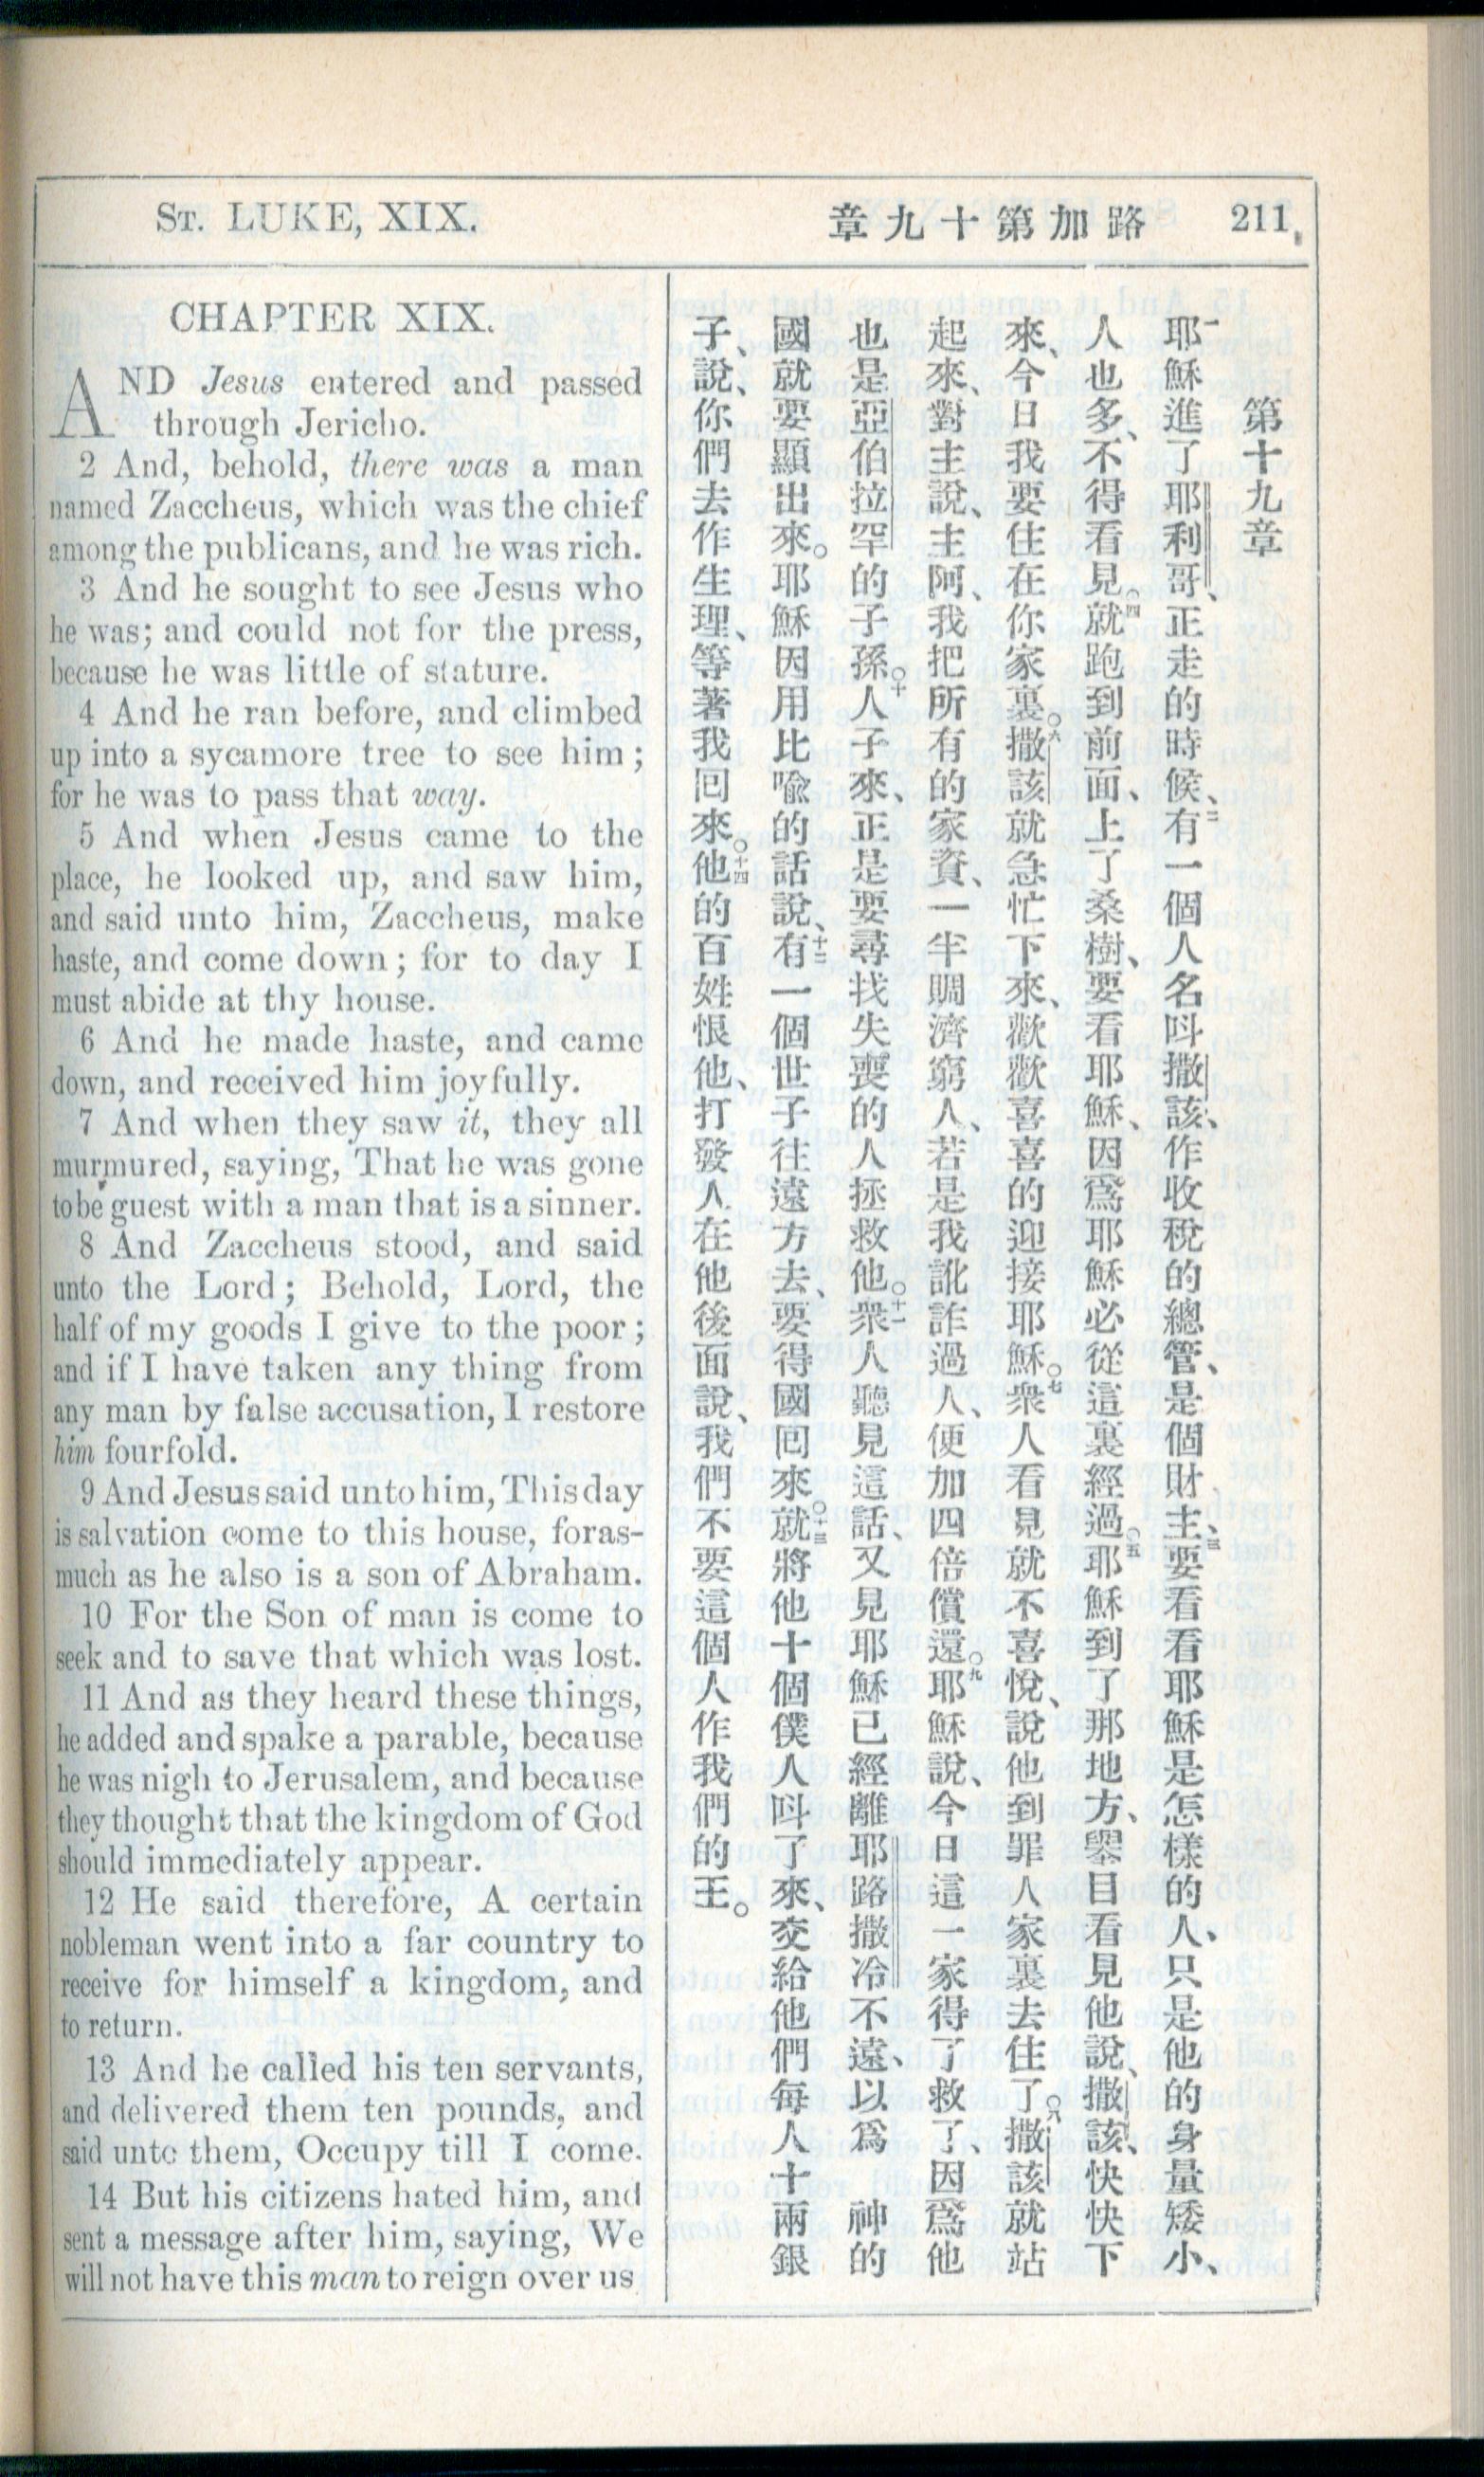 ST. LUKE, XIX.
路加第十九章
211
CHAPTER XIX.
AND Jesus entered and passed
through Jericho.
2 And, behold, there was a man
named Zaccheus, which was the chief
among the publicans, and he was rich.
3 And he sought to see Jesus who
he was; and could not for the press,
because he was little of stature.
4 And he ran before, and climbed
up into a sycamore tree to see him;
for he was to pass that way.
5 And when Jesus came to the
place, he looked up, and saw him,
and said unto him, Zaccheus, make
haste, and come down; for to day I
must abide at thy house.
6 And he made haste, and came
down, and received him joyfully.
7 And when they saw it, they all
murmured, saying, That he was gone
to be guest with a man that is a sinner.
8 And Zaccheus stood, and said
unto the Lord; Behold, Lord, the
half of my goods I give to the poor;
and if I have taken any thing from
any man by false accusation, I restore
him fourfold.
9 And Jesus said unto him, This day
is salvation come to this house, foras-
much as he also is a son of Abraham.
10 For the Son of man is come to
seek and to save that which was lost.
11 And as they heard these things,
he added and spake a parable, because
he was nigh to Jerusalem, and because
they thought that the kingdom of God
should immediately appear.
12 He said therefore, A certain
nobleman went into a far country to
receive for himself a kingdom, and
to return.
13 And he called his ten servants,
and delivered them ten pounds, and
said unto them, Occupy till I come.
14 But his citizens hated him, and
sent a message after him, saying, We
will not have this man to reign over us
第十九章
一耶穌進了耶利哥、正走的時候、二有一個人名呌撒該、作收稅的總管、是個財主、三要看看耶穌是怎樣的人、只是他的身量矮小、
人也多、不得看見。四就跑到前面、上了桑樹、要看耶穌、因爲耶穌必從這裏經過。五耶穌到了那地方、舉目看見他說、撒該、快快下
來、今日我要住在你家裏。六撒該就急忙下來、歡歡喜喜的迎接耶穌。七衆人看見就不喜悅、說他到罪人家裏去住了。八撒該就站
起來、對主說、主阿、我把所有的家資、一半賙濟窮人、若是我訛詐過人、便加四倍償還。九耶穌說、今日這一家得了救了、因爲他
也是亞伯拉罕的子孫。十人子來、正是要尋找失喪的人拯救他。十一衆人聽見這話、又見耶穌已經離耶路撒冷不遠、以爲 神的
國就要顯出來。耶穌因用比喩的話說、十二有一個世子往遠方去、要得國囘來。十三就將他十個僕人呌了來、交給他們每人十兩銀
子、說、你們去作生理、等著我囘來。十四他的百姓恨他、打發人在他後面說、我們不要這個人作我們的王。